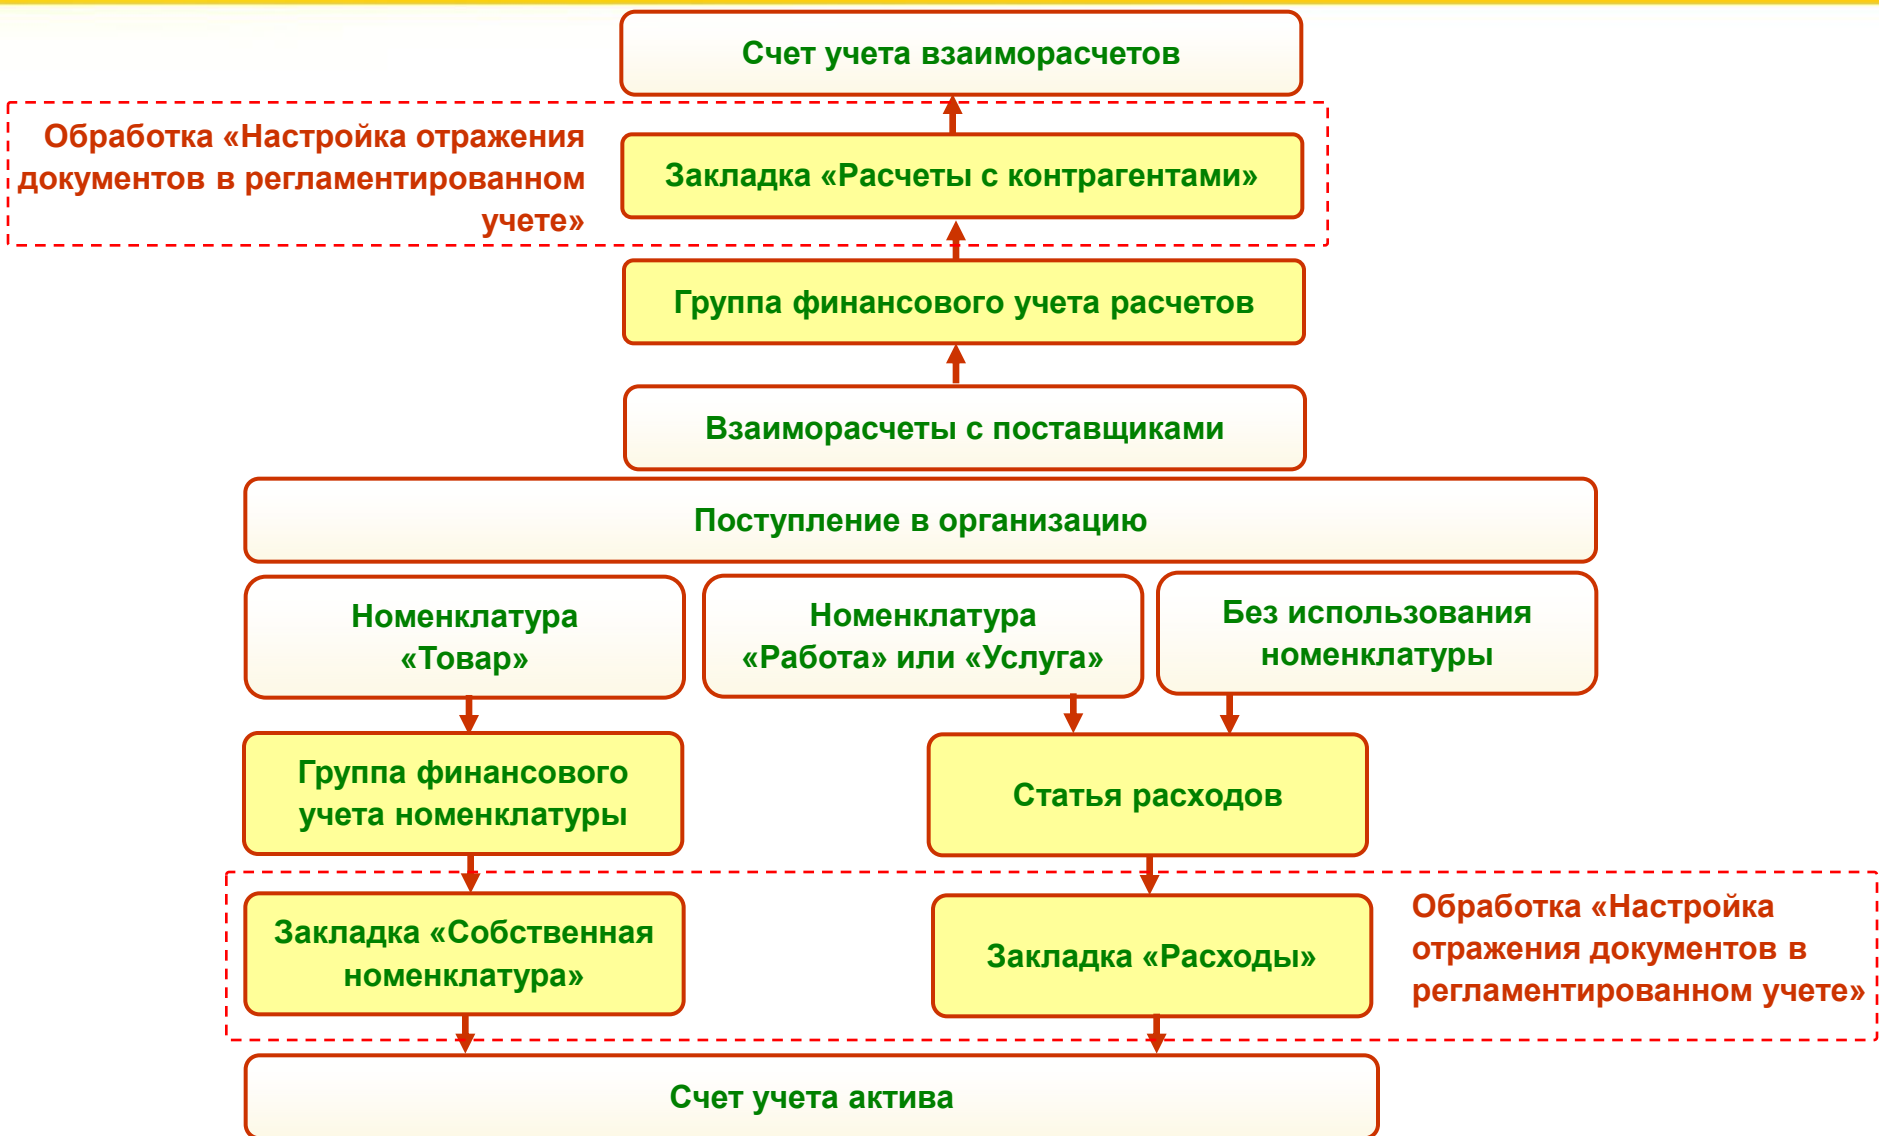 Счет учета взаиморасчетов
Обработка «Настройка отражения
документов в регламентированном
учете»
Закладка «Расчеты с контрагентами»
Группа финансового учета расчетов
Взаиморасчеты с поставщиками
Поступление в организацию
Номенклатура
«Товар»
Номенклатура
«Работа» или «Услуга»
Без использования
номенклатуры
Группа финансового
учета номенклатуры
Статья расходов
Закладка «Собственная
номенклатура»
Закладка «Расходы»
Обработка «Настройка
отражения документов в
регламентированном учете»
Счет учета актива